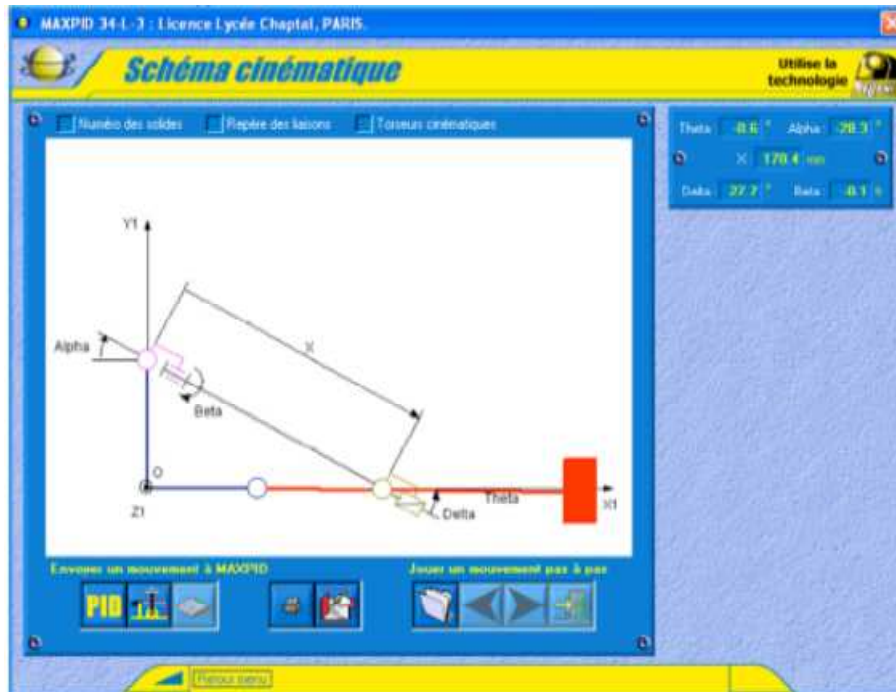 MAXPID 34-L-3 : Licence Lycée Chaptal, PARIS.
Schéma cinématique
Utilise la
technologie
Numéro des solides Repère des liaisons Torseurs cinématiques
Theta -0.6 ° Alpha -28.3 °
X 178.4 mm
Delta 27.7 ° Beta -0.1
Y1
Alpha
X
Beta
O
Z1
Theta
X1
Delta
Envoyer un mouvement à MAXPID Jouer un mouvement pas à pas
PID
Retour menu